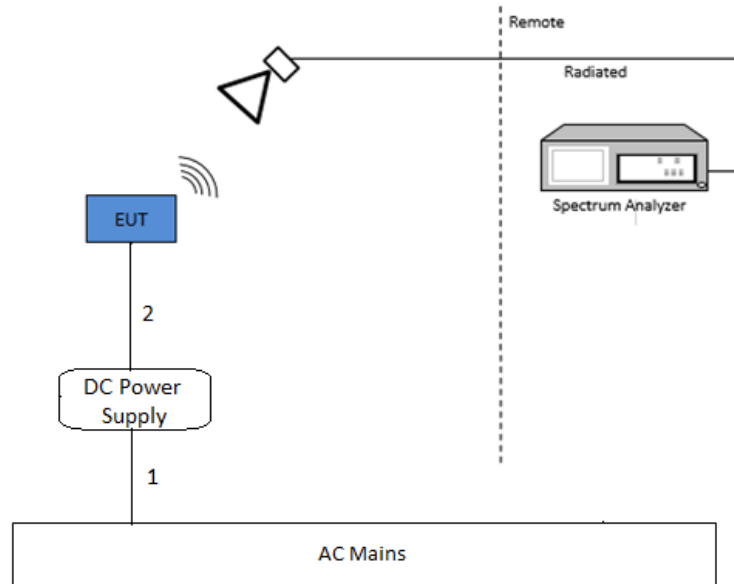 Remote
Radiated
Spectrum Analyzer
EUT
2
DC Power
Supply
1
AC Mains